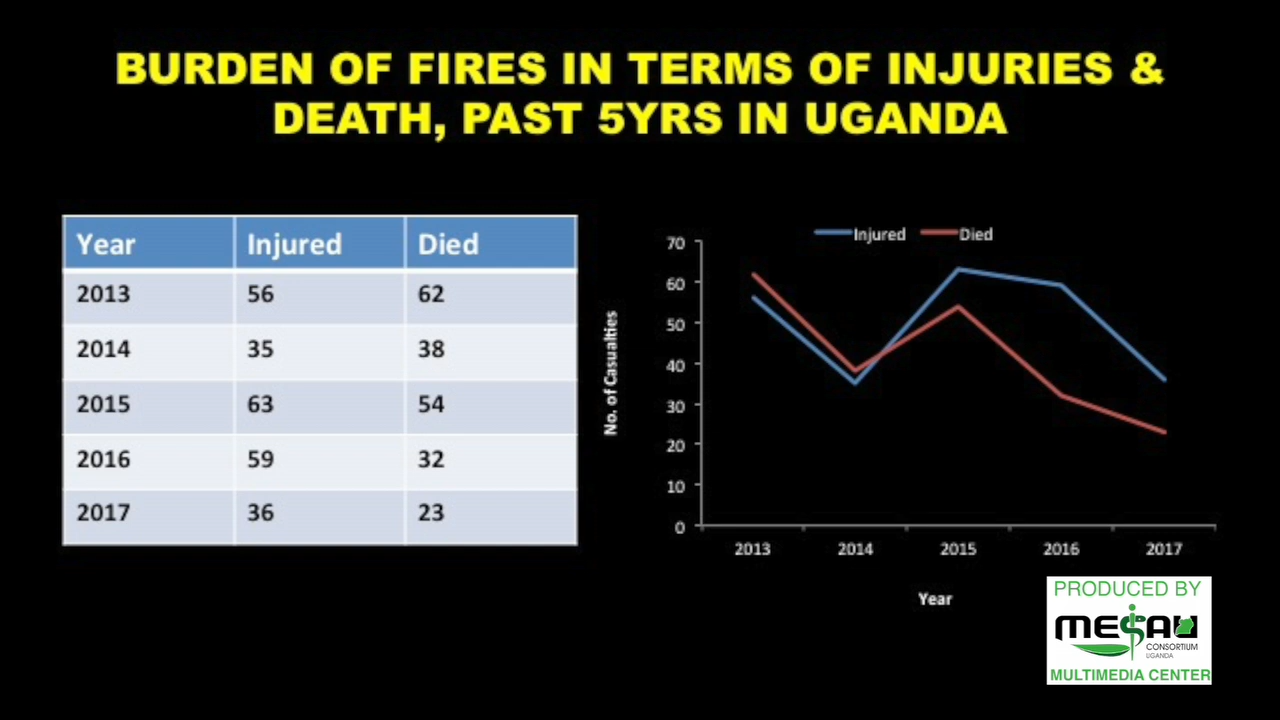 BURDEN OF FIRES IN TERMS OF INJURIES &
DEATH, PAST 5YRS IN UGANDA
Year Injured Died
2013 56 62
2014 35 38
2015 63 54
2016 59 32
2017 36 23
Injured Died
70
60
50
40
30
20
10
0
No. of Casualties
2013 2014 2015 2016 2017
Year
PRODUCED BY
MESAU
CONSORTIUM
UGANDA
MULTIMEDIA CENTER